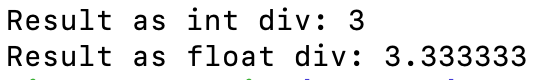 Result as int div: 3
Result as float div: 3.333333